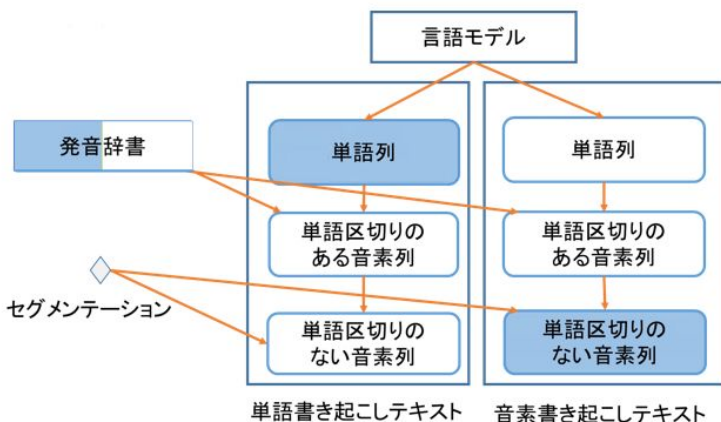 言語モデル
発音辞書
単語列
単語列
単語区切りの
ある音素列
単語区切りの
ある音素列
セグメンテーション
単語区切りの
ない音素列
単語区切りの
ない音素列
単語書き起こしテキスト
音素書き起こしテキスト